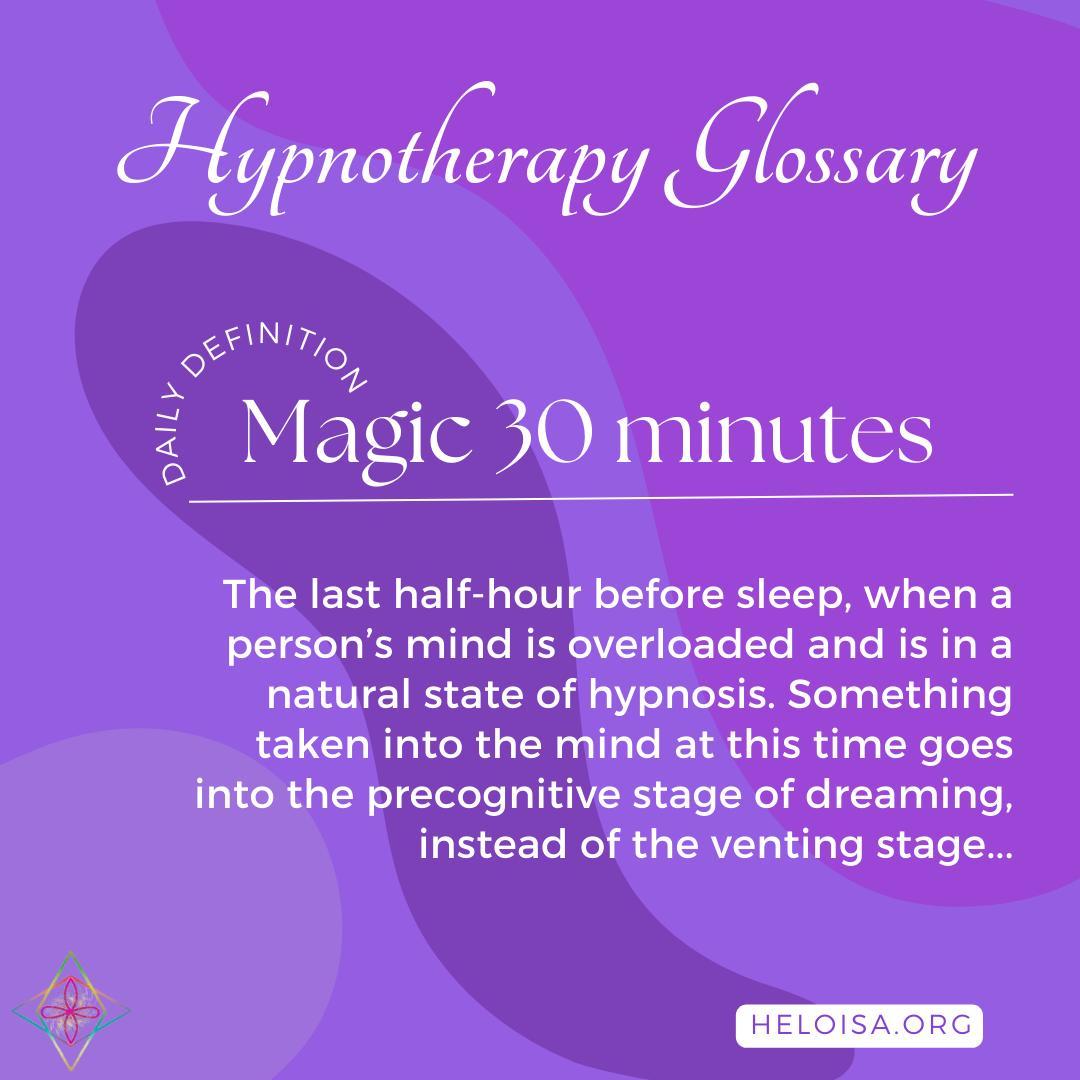 Hypnotherapy Glossary
DAILY DEFINITION
Magic 30 minutes
The last half-hour before sleep, when a
person’s mind is overloaded and is in a
natural state of hypnosis. Something
taken into the mind at this time goes
into the precognitive stage of dreaming,
instead of the venting stage...
HELOISA.ORG